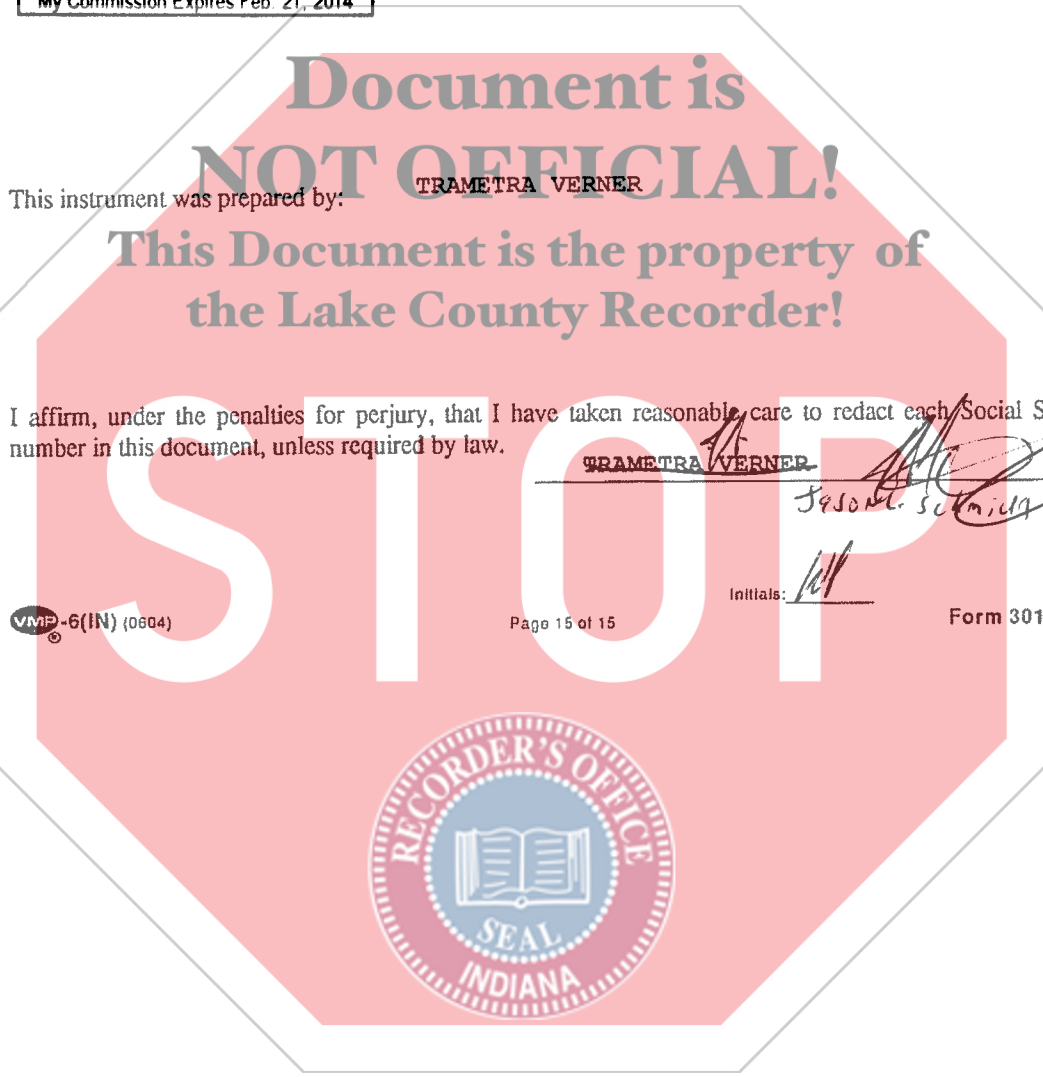 My Commission Expires Feb. 21, 2014
Document is
NOT OFFICIAL!
This instrument was prepared by: TRAMETRA VERNER
This Document is the property of
the Lake County Recorder!
I affirm, under the penalties for perjury, that I have taken reasonable care to redact each Social S
number in this document, unless required by law.
TRAMETRA VERNER
Jason Schmidt
STOP
Initials:
VMP®-6(IN) (0604) Page 15 of 15 Form 301
RECORDER'S OFFICE
SEAL
INDIANA